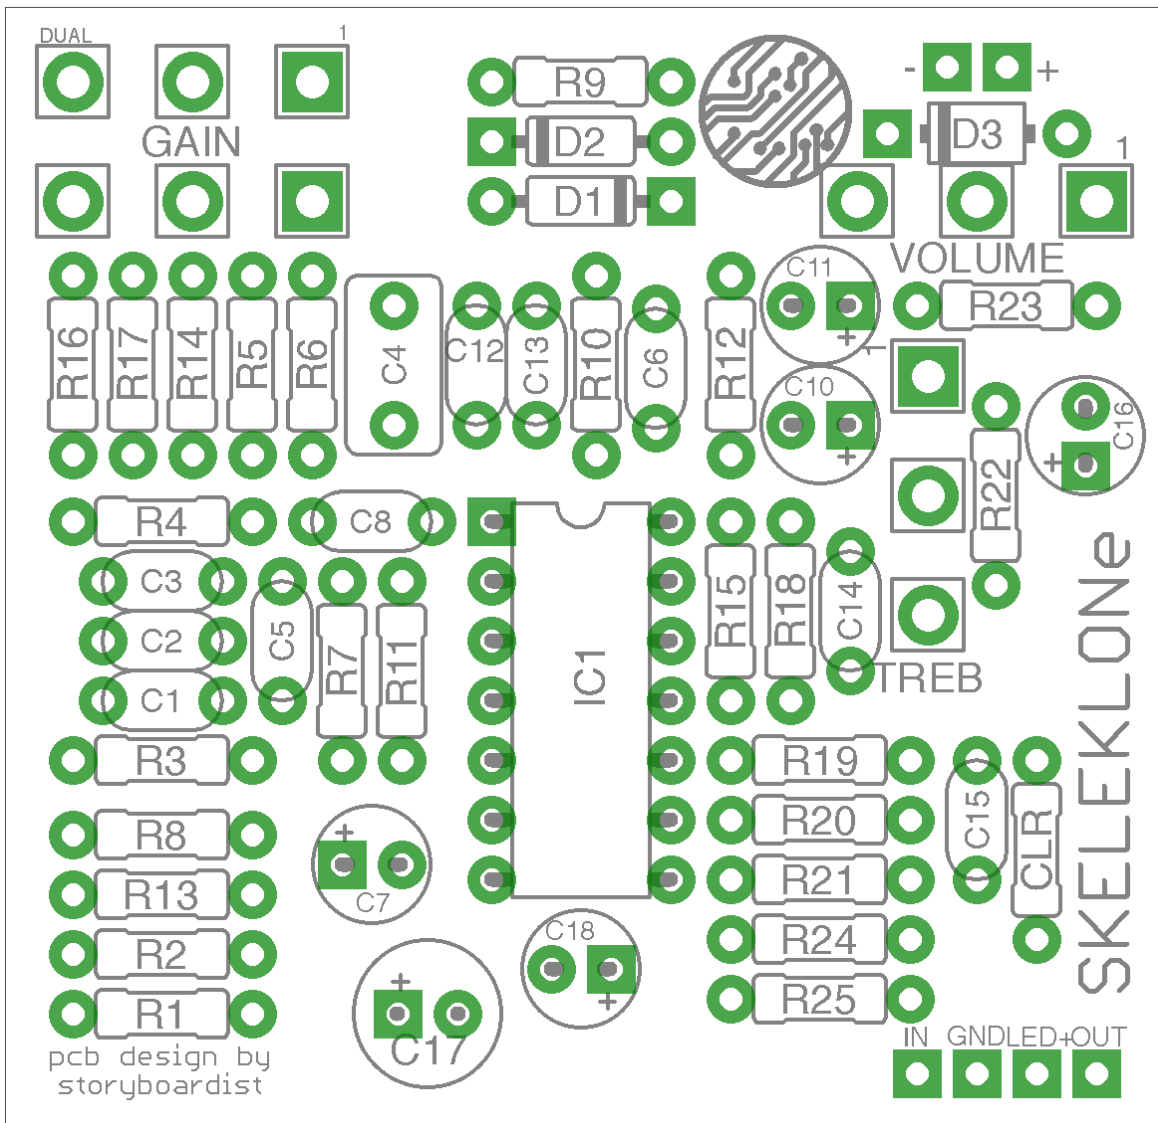 DUAL
1
GAIN
R9
D2
D1
-
+
D3
1
VOLUME
R16
R17
R14
R5
R6
C4
C12
C13
R10
C6
R12
C11
+
C10
+
R23
1
R22
C16
+
R4
C8
C3
C2
C1
C5
R7
R11
IC1
R15
R18
C14
TREB
SKELEKLONe
R3
R8
R13
R2
R1
+
C7
+
C17
C18
+
R19
R20
R21
R24
R25
C15
CLR
IN GND LED+ OUT
pcb design by
storyboardist